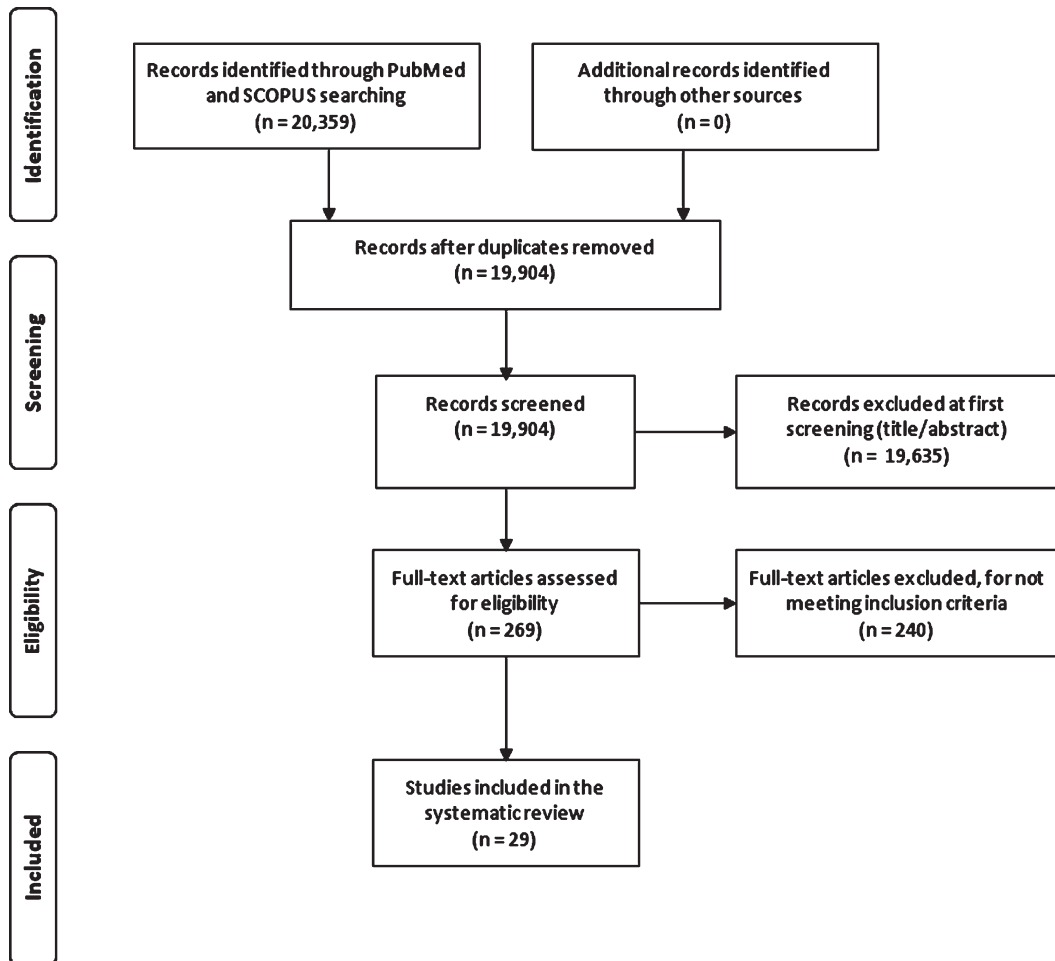 Identification
Records identified through PubMed
and SCOPUS searching
(n = 20,359)
Additional records identified
through other sources
(n = 0)
Screening
Records after duplicates removed
(n = 19,904)
Records screened
(n = 19,904)
Records excluded at first
screening (title/abstract)
(n = 19,635)
Eligibility
Full-text articles assessed
for eligibility
(n = 269)
Full-text articles excluded, for not
meeting inclusion criteria
(n = 240)
Included
Studies included in the
systematic review
(n = 29)